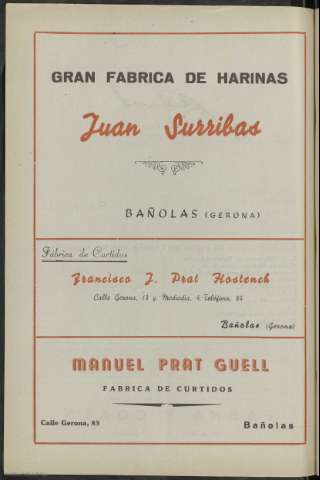 GRAN FABRICA DE HARINAS
Juan Surribas
BAÑOLAS (GERONA)
Fábrica de Curtidos
Francisco J. Prat Hostench
Calle Gerona, 13 y Mediodía, 4-Teléfono, 84
Bañolas (Gerona)
MANUEL PRAT GUELL
FABRICA DE CURTIDOS
Calle Gerona, 83
Bañolas